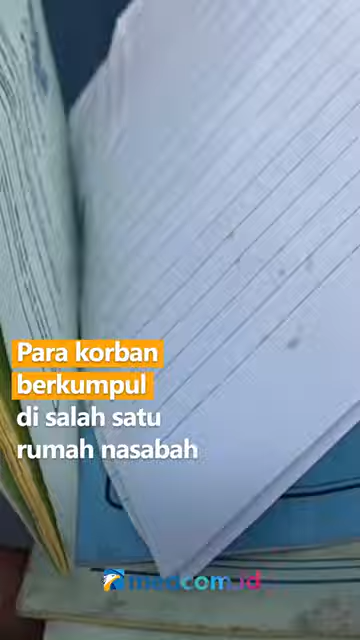 Para korban
berkumpul
di salah satu
rumah nasabah
medcom.id